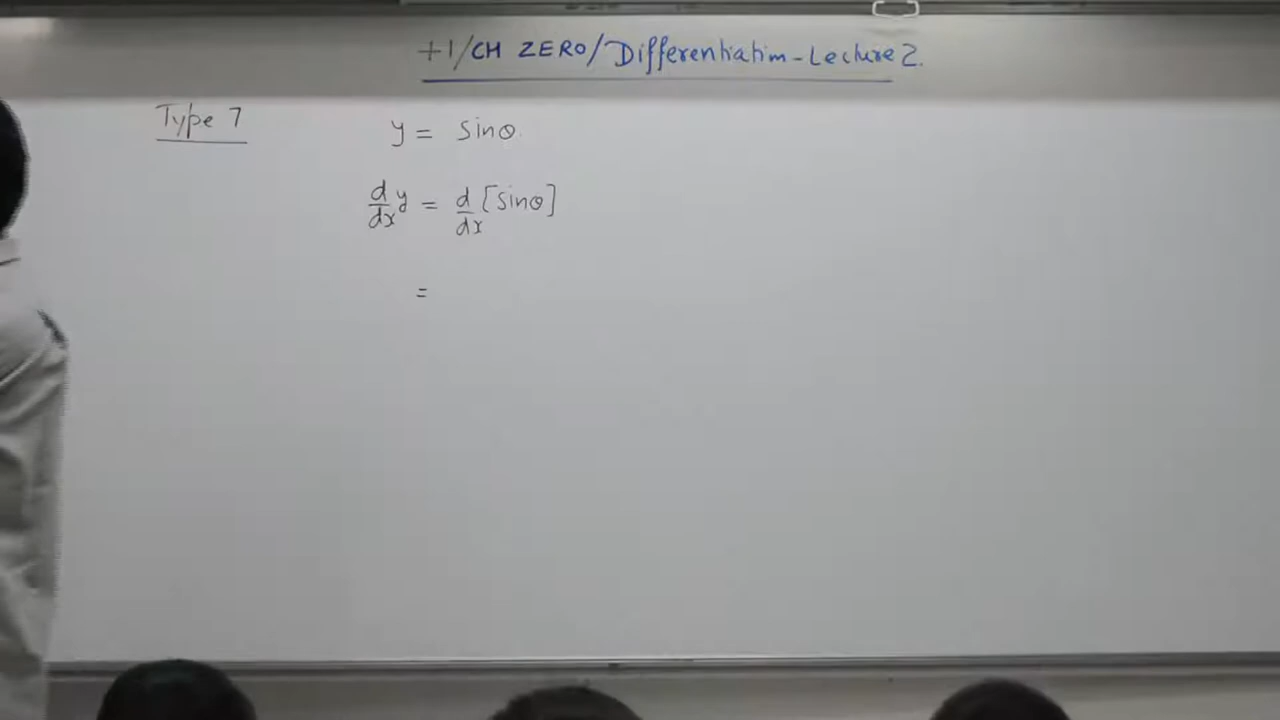 +1/CH ZERO/Differentiation-Lecture 2.
Type 7
y = sinθ.
d/dx y = d/dx [sinθ]
=